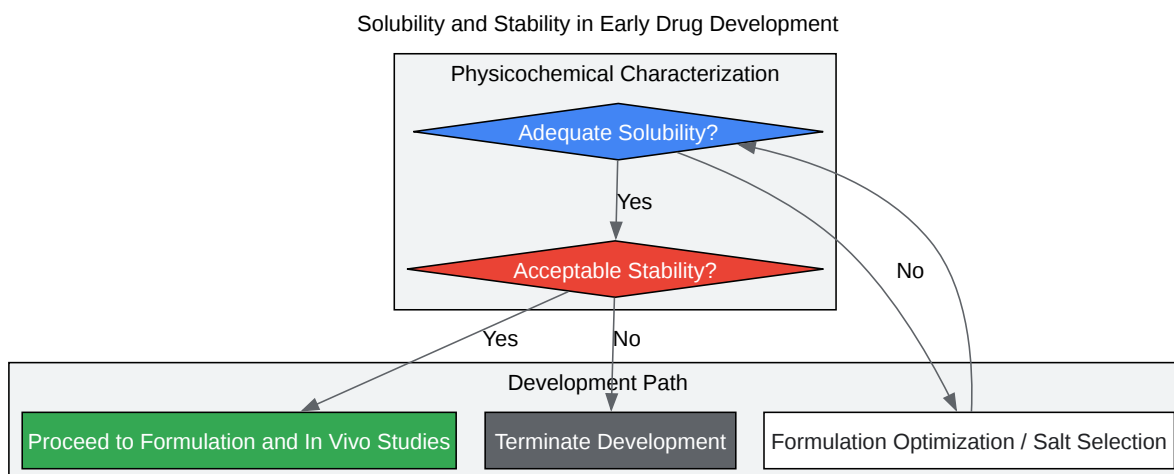 Solubility and Stability in Early Drug Development
Physicochemical Characterization
Adequate Solubility?
Yes
Acceptable Stability?
No
Yes
No
Development Path
Proceed to Formulation and In Vivo Studies
Terminate Development
Formulation Optimization / Salt Selection